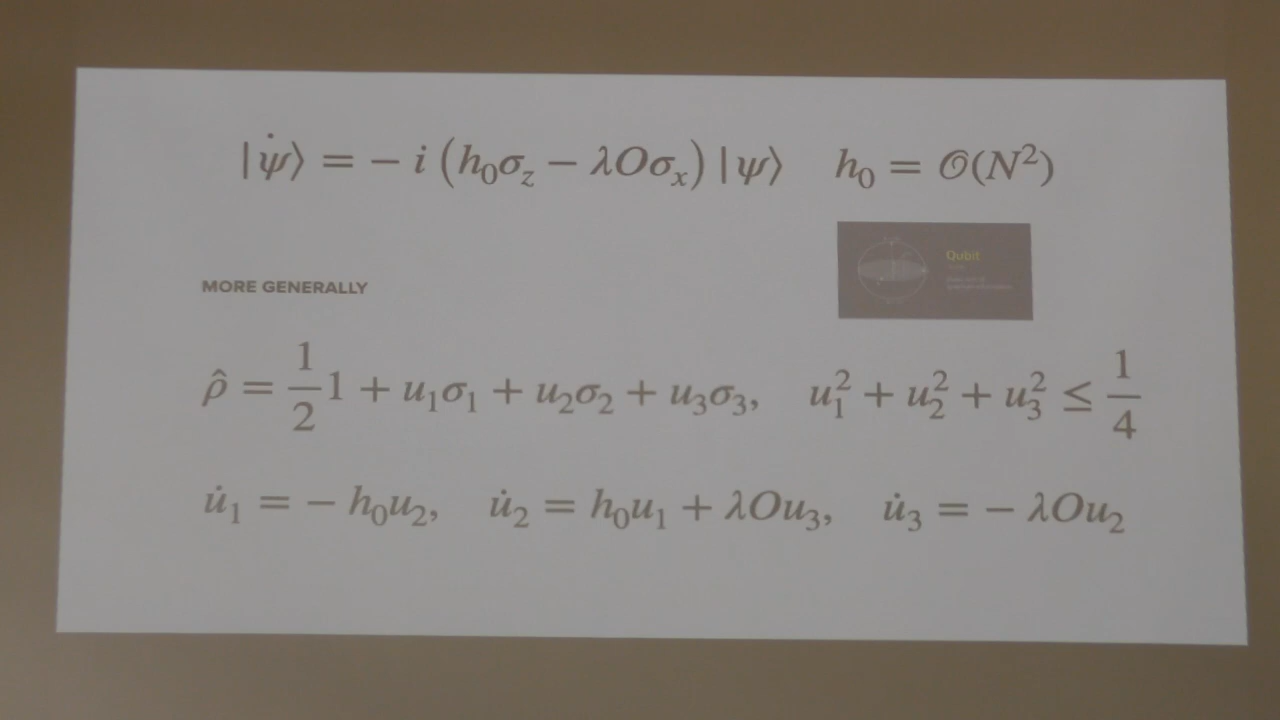 |ψ̇⟩ = − i (h₀σ_z − λOσₓ) |ψ⟩ h₀ = 𝒪(N²)
Qubit
MORE GENERALLY
ρ̂ = 1/2 1 + u₁σ₁ + u₂σ₂ + u₃σ₃, u₁² + u₂² + u₃² ≤ 1/4
u̇₁ = − h₀u₂, u̇₂ = h₀u₁ + λOu₃, u̇₃ = − λOu₂